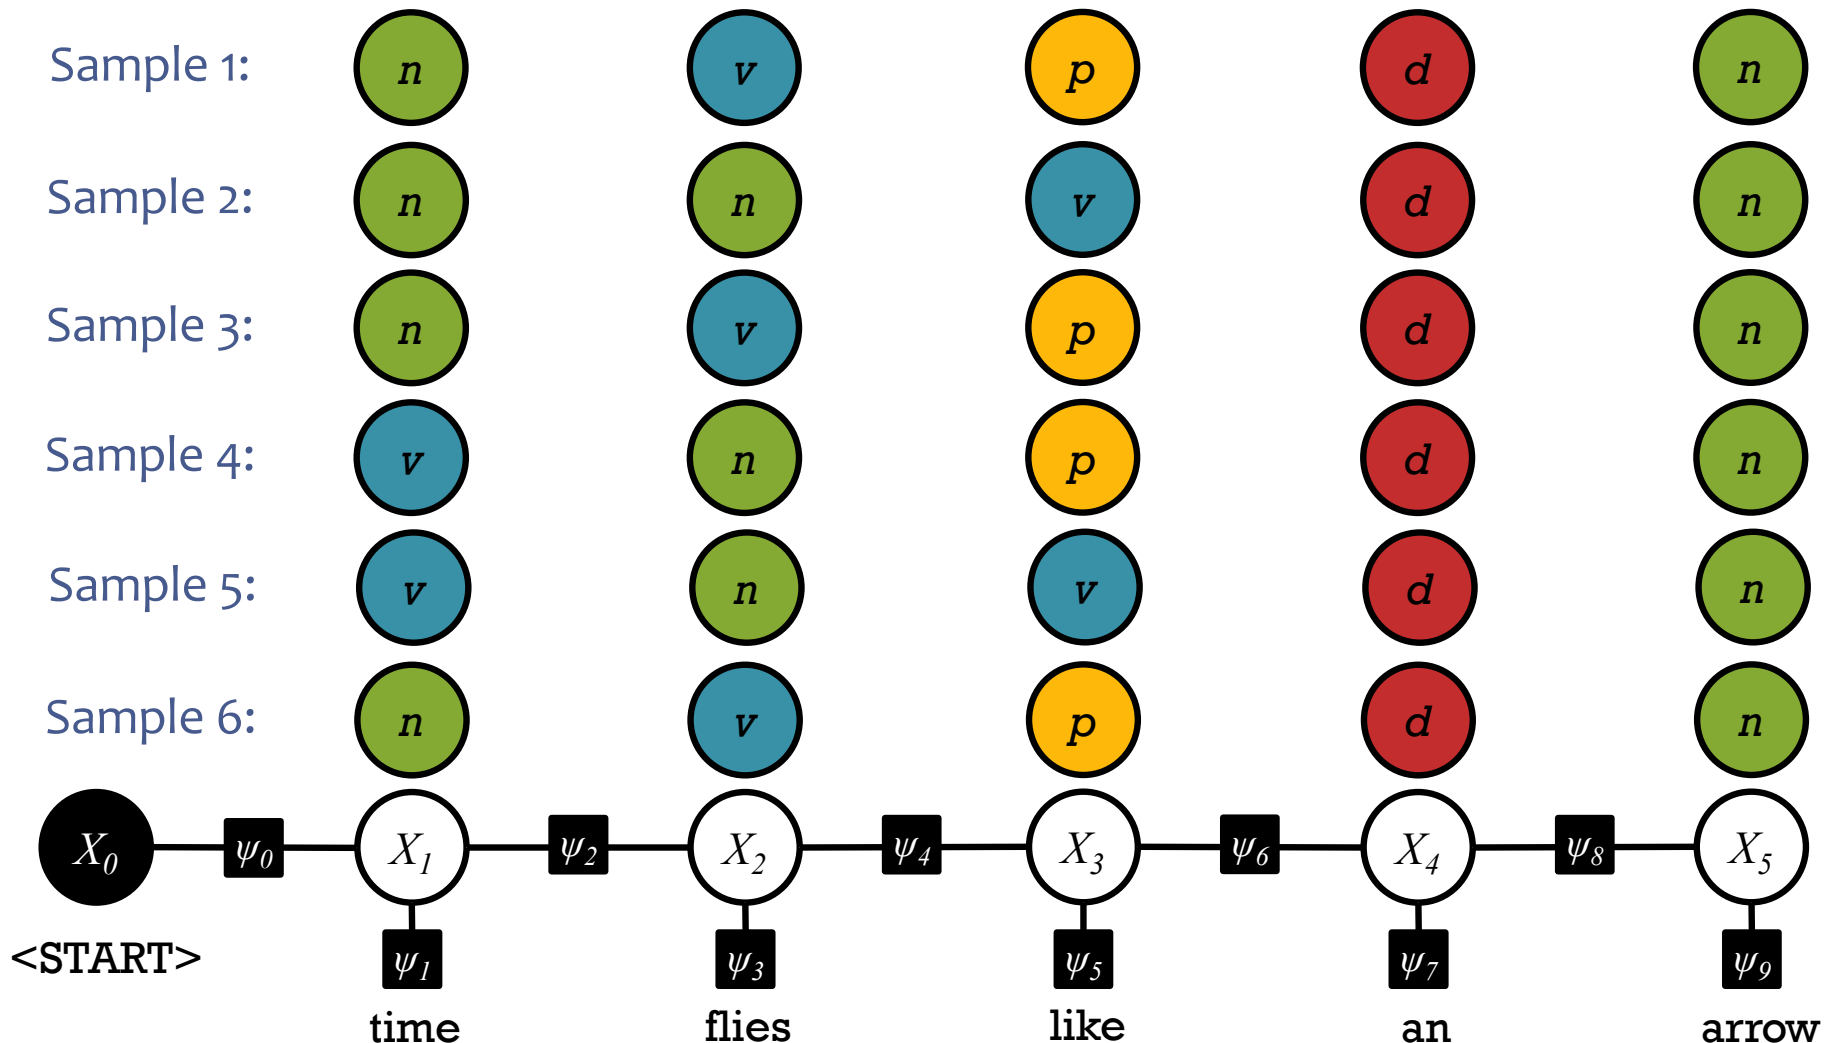 Sample 1: n v p d n
Sample 2: n n v d n
Sample 3: n v p d n
Sample 4: v n p d n
Sample 5: v n v d n
Sample 6: n v p d n
X0 ψ0 X1 ψ2 X2 ψ4 X3 ψ6 X4 ψ8 X5
<START> ψ1 ψ3 ψ5 ψ7 ψ9
time flies like an arrow